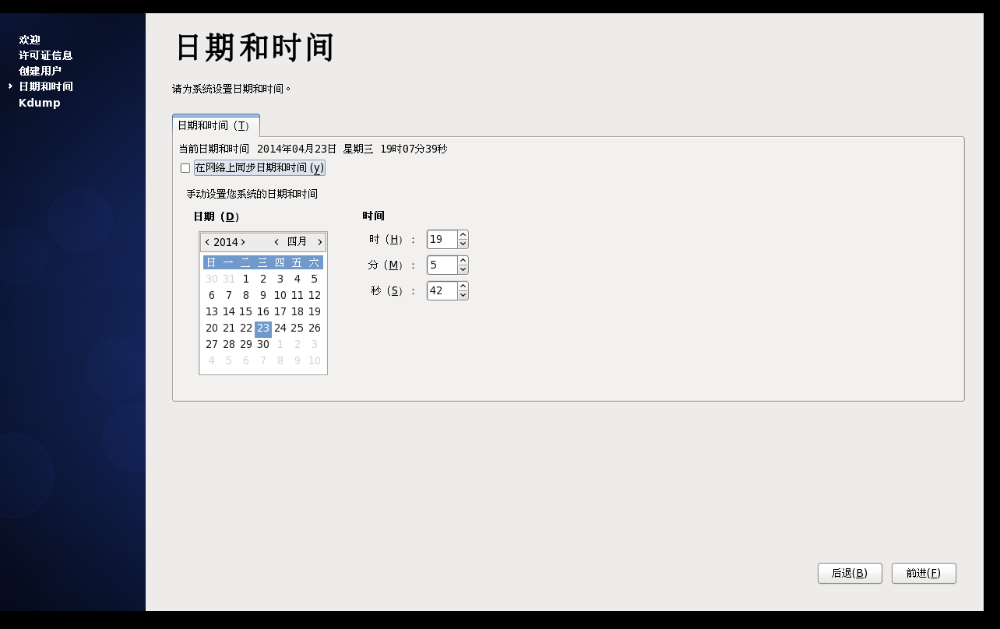 欢迎
许可证信息
创建用户
日期和时间
Kdump
日期和时间
请为系统设置日期和时间。
日期和时间（T）
当前日期和时间 2014年04月23日 星期三 19时07分39秒
在网络上同步日期和时间(y)
手动设置您系统的日期和时间
日期（D） 时间
< 2014 > < 四月 >
日 一 二 三 四 五 六
30 31 1 2 3 4 5
6 7 8 9 10 11 12
13 14 15 16 17 18 19
20 21 22 23 24 25 26
27 28 29 30 1 2 3
4 5 6 7 8 9 10
时（H）： 19
分（M）： 5
秒（S）： 42
后退(B) 前进(F)